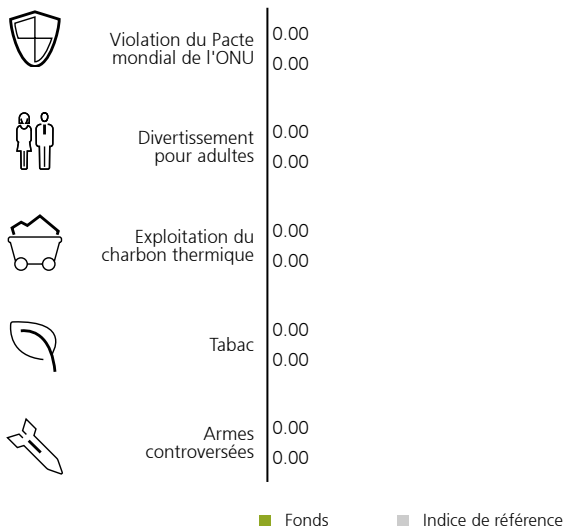 Violation du Pacte
mondial de l'ONU
0.00
0.00
Divertissement
pour adultes
0.00
0.00
Exploitation du
charbon thermique
0.00
0.00
Tabac
0.00
0.00
Armes
controversées
0.00
0.00
Fonds
Indice de référence